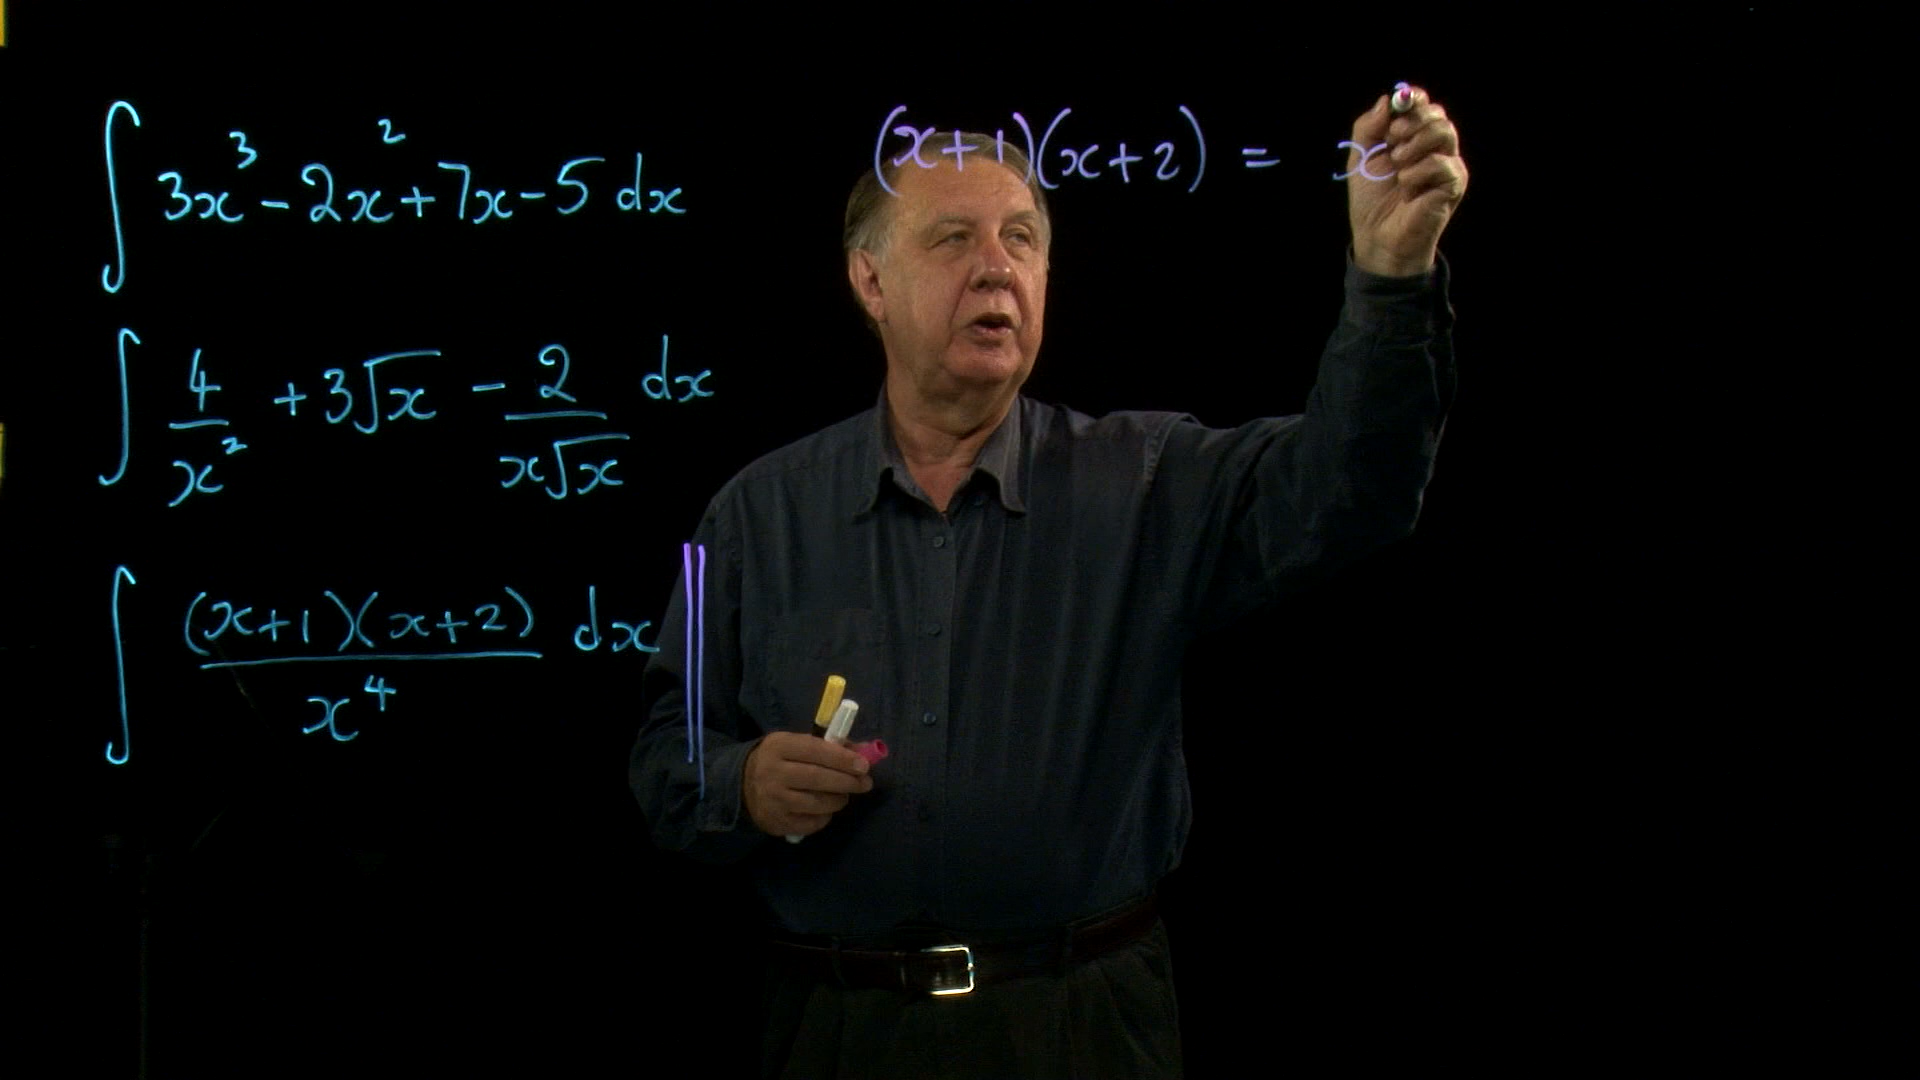 ∫ 3x³ - 2x² + 7x - 5 dx
∫ 4/x² + 3√x - 2/(x√x) dx
∫ (x+1)(x+2)/x⁴ dx
(x+1)(x+2) = x